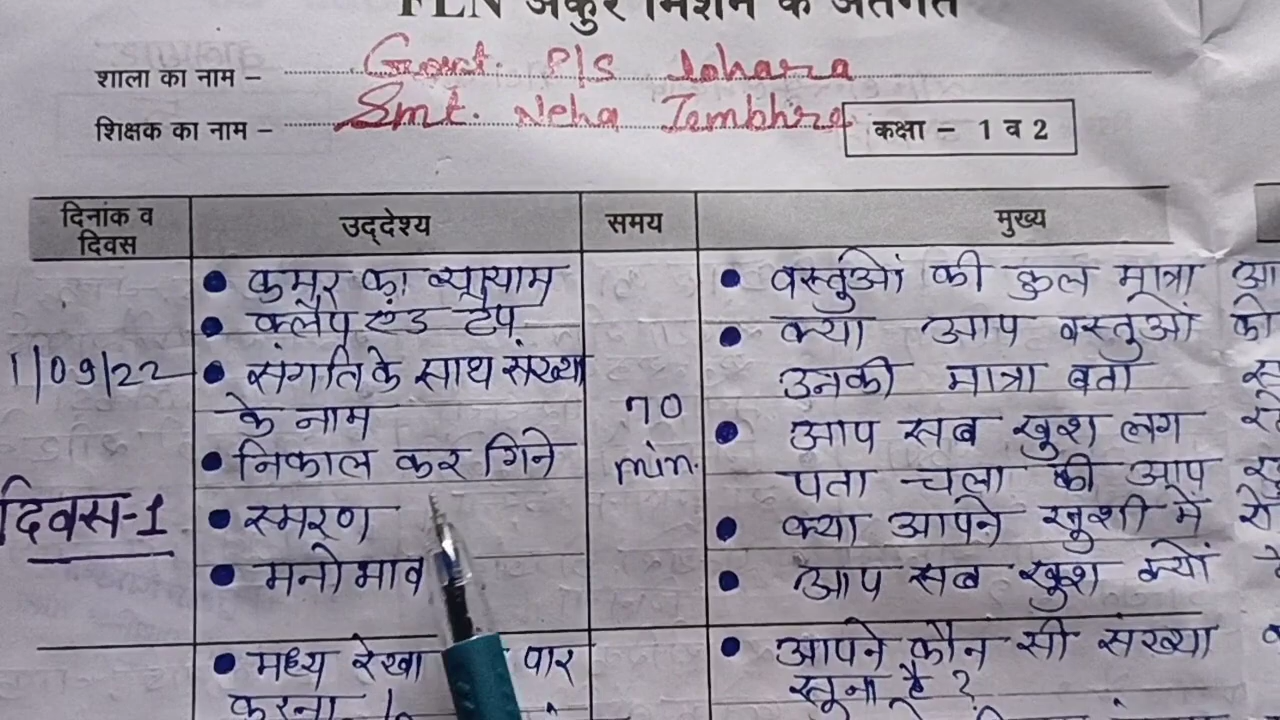 FLN अंकुर मिशन के अंतर्गत
शाला का नाम – Govt. P/S Johara
शिक्षक का नाम – Smt. Neha Tembhre
कक्षा – 1 व 2
दिनांक व दिवस
उद्देश्य
समय
मुख्य
1/09/22
दिवस-1
• कमर का व्यायाम
• क्लैप एंड टैप
• संगति के साथ संख्या
के नाम
• निकाल कर गिने
• स्मरण
• मनोभाव
70
min.
• वस्तुओं की कुल मात्रा
• क्या आप वस्तुओं
उनकी मात्रा बता
• आप सब खुश लग
पता चला की आप
• क्या आपने खुशी में
• आप सब खुश क्यों
• मध्य रेखा पार
करना
• आपने कौन सी संख्या
सुना है ?